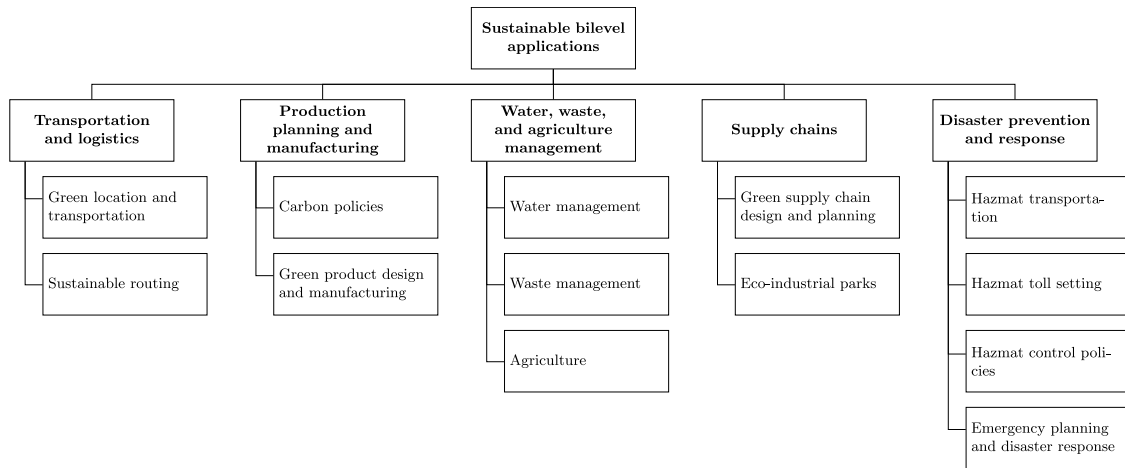 Sustainable bilevel
applications
Transportation
and logistics
Green location and
transportation
Sustainable routing
Production
planning and
manufacturing
Carbon policies
Green product design
and manufacturing
Water, waste,
and agriculture
management
Water management
Waste management
Agriculture
Supply chains
Green supply chain
design and planning
Eco-industrial parks
Disaster prevention
and response
Hazmat transporta-
tion
Hazmat toll setting
Hazmat control poli-
cies
Emergency planning
and disaster response